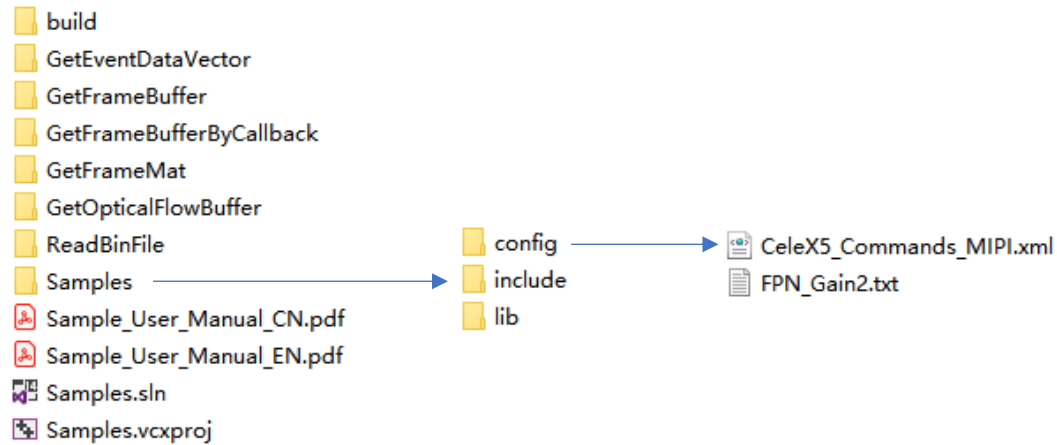 build
GetEventDataVector
GetFrameBuffer
GetFrameBufferByCallback
GetFrameMat
GetOpticalFlowBuffer
ReadBinFile
Samples
Sample_User_Manual_CN.pdf
Sample_User_Manual_EN.pdf
Samples.sln
Samples.vcxproj
config
include
lib
CeleX5_Commands_MIPI.xml
FPN_Gain2.txt